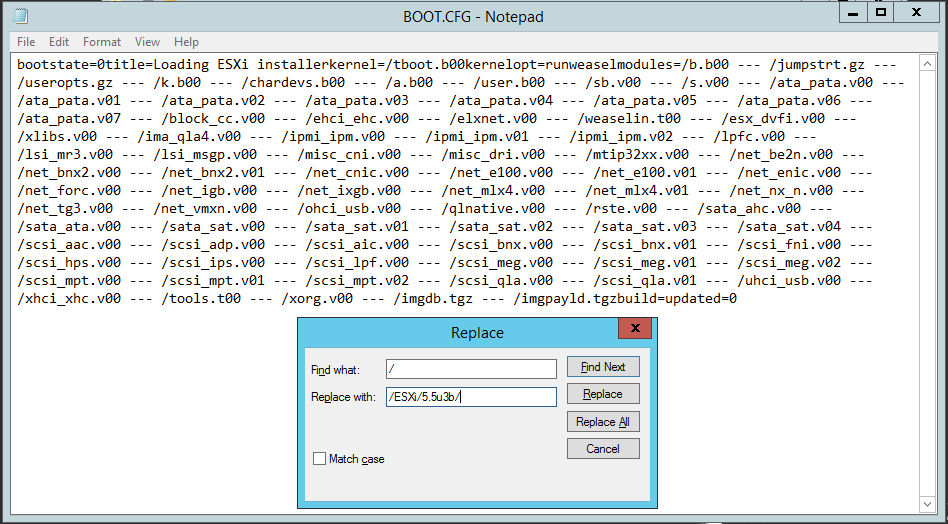 BOOT.CFG - Notepad
File Edit Format View Help
bootstate=0title=Loading ESXi installerkernel=/tboot.b00kernelopt=runweaselmodules=/b.b00 --- /jumpstrt.gz ---
/useropts.gz --- /k.b00 --- /chardevs.b00 --- /a.b00 --- /user.b00 --- /sb.v00 --- /s.v00 --- /ata_pata.v00 ---
/ata_pata.v01 --- /ata_pata.v02 --- /ata_pata.v03 --- /ata_pata.v04 --- /ata_pata.v05 --- /ata_pata.v06 ---
/ata_pata.v07 --- /block_cc.v00 --- /ehci_ehc.v00 --- /elxnet.v00 --- /weaselin.t00 --- /esx_dvfi.v00 ---
/xlibs.v00 --- /ima_qla4.v00 --- /ipmi_ipm.v00 --- /ipmi_ipm.v01 --- /ipmi_ipm.v02 --- /lpfc.v00 ---
/lsi_mr3.v00 --- /lsi_msgp.v00 --- /misc_cni.v00 --- /misc_dri.v00 --- /mtip32xx.v00 --- /net_be2n.v00 ---
/net_bnx2.v00 --- /net_bnx2.v01 --- /net_cnic.v00 --- /net_e100.v00 --- /net_e100.v01 --- /net_enic.v00 ---
/net_forc.v00 --- /net_igb.v00 --- /net_ixgb.v00 --- /net_mlx4.v00 --- /net_mlx4.v01 --- /net_nx_n.v00 ---
/net_tg3.v00 --- /net_vmxn.v00 --- /ohci_usb.v00 --- /qlnative.v00 --- /rste.v00 --- /sata_ahc.v00 ---
/sata_ata.v00 --- /sata_sat.v00 --- /sata_sat.v01 --- /sata_sat.v02 --- /sata_sat.v03 --- /sata_sat.v04 ---
/scsi_aac.v00 --- /scsi_adp.v00 --- /scsi_aic.v00 --- /scsi_bnx.v00 --- /scsi_bnx.v01 --- /scsi_fni.v00 ---
/scsi_hps.v00 --- /scsi_ips.v00 --- /scsi_lpf.v00 --- /scsi_meg.v00 --- /scsi_meg.v01 --- /scsi_meg.v02 ---
/scsi_mpt.v00 --- /scsi_mpt.v01 --- /scsi_mpt.v02 --- /scsi_qla.v00 --- /scsi_qla.v01 --- /uhci_usb.v00 ---
/xhci_xhc.v00 --- /tools.t00 --- /xorg.v00 --- /imgdb.tgz --- /imgpayld.tgzbuild=updated=0
Replace
Find what: / Find Next
Replace with: /ESXi/5.5u3b/ Replace
Replace All
Cancel
Match case